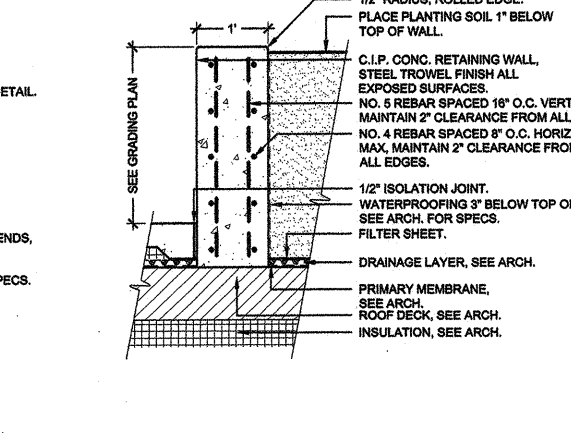 1/2" RADIUS, ROLLED EDGE.
1'
PLACE PLANTING SOIL 1" BELOW
TOP OF WALL.
C.I.P. CONC. RETAINING WALL,
STEEL TROWEL FINISH ALL
EXPOSED SURFACES.
NO. 5 REBAR SPACED 16" O.C. VERT
MAINTAIN 2" CLEARANCE FROM ALL
NO. 4 REBAR SPACED 8" O.C. HORIZ
MAX, MAINTAIN 2" CLEARANCE FRO
ALL EDGES.
1/2" ISOLATION JOINT.
WATERPROOFING 3" BELOW TOP O
SEE ARCH. FOR SPECS.
FILTER SHEET.
DRAINAGE LAYER, SEE ARCH.
PRIMARY MEMBRANE,
SEE ARCH.
ROOF DECK, SEE ARCH.
INSULATION, SEE ARCH.
SEE GRADING PLAN
ETAIL.
ENDS,
PECS.